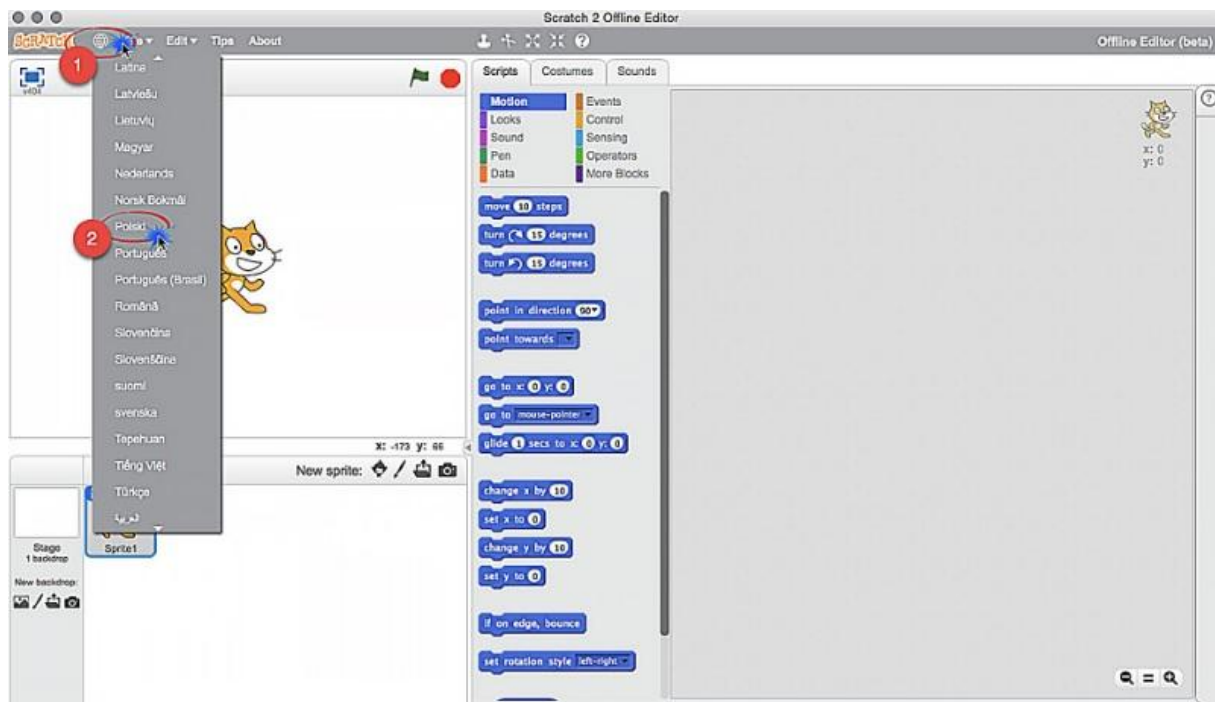 Scratch 2 Offline Editor
SCRATCH Edit Tips About Offline Editor (beta)
1
v404
Latina
Latviešu
Lietuvių
Magyar
Nederlands
Norsk Bokmål
Polski
2
Português
Português (Brasil)
Română
Slovenčina
Slovenščina
suomi
svenska
Tepehuan
Tiếng Việt
Türkçe
العربية
X: -173 y: 66
New sprite:
Stage
1 backdrop
New backdrop:
Sprite1
Scripts Costumes Sounds
Motion Events
Looks Control
Sound Sensing
Pen Operators
Data More Blocks
move 10 steps
turn 15 degrees
turn 15 degrees
point in direction 90
point towards
go to x: 0 y: 0
go to mouse-pointer
glide 1 secs to x: 0 y: 0
change x by 10
set x to 0
change y by 10
set y to 0
if on edge, bounce
set rotation style left-right
x: 0
y: 0